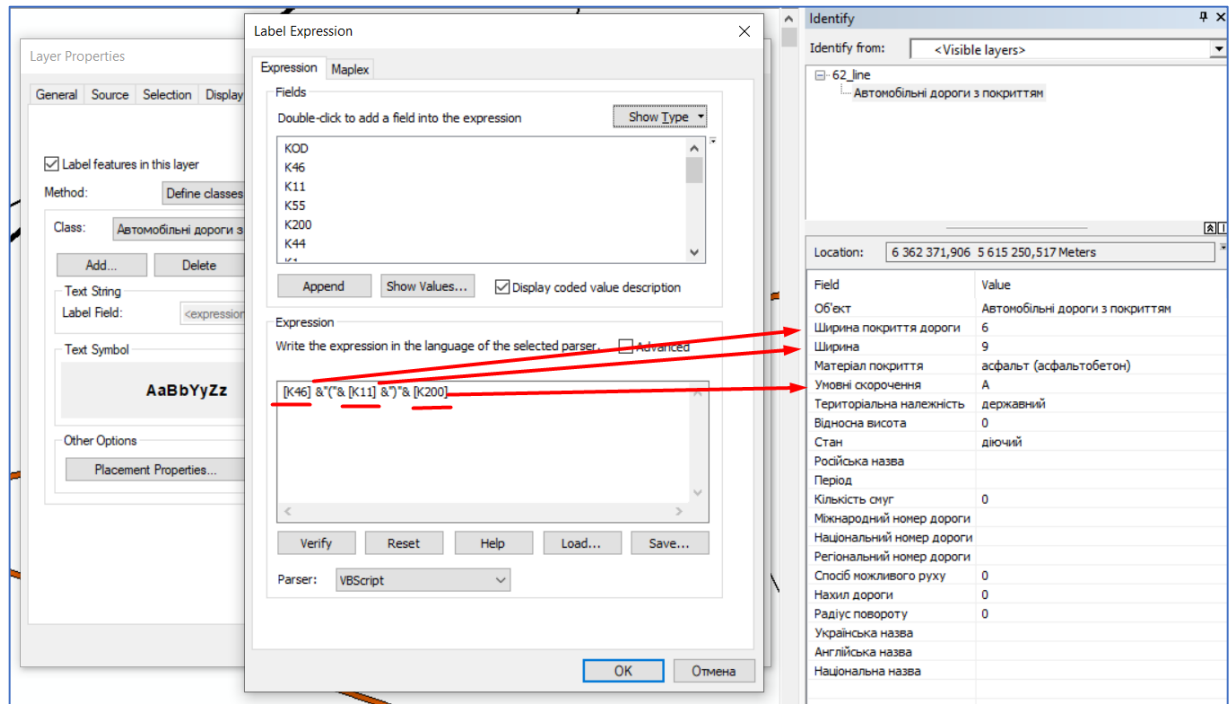 Layer Properties
General Source Selection Display
Label features in this layer
Method: Define classes
Class: Автомобільні дороги з
Add... Delete
Text String
Label Field: <expression
Text Symbol
AaBbYyZz
Other Options
Placement Properties...
Label Expression
Expression Maplex
Fields
Double-click to add a field into the expression Show Type
KOD
K46
K11
K55
K200
K44
K1
Append Show Values... Display coded value description
Expression
Write the expression in the language of the selected parser. Advanced
[K46] &"("& [K11] &")"& [K200]
Verify Reset Help Load... Save...
Parser: VBScript
OK Отмена
Identify
Identify from: <Visible layers>
62_line
Автомобільні дороги з покриттям
Location: 6 362 371,906 5 615 250,517 Meters
Field Value
Об'єкт Автомобільні дороги з покриттям
Ширина покриття дороги 6
Ширина 9
Матеріал покриття асфальт (асфальтобетон)
Умовні скорочення А
Територіальна належність державний
Відносна висота 0
Стан діючий
Російська назва
Період
Кількість смуг 0
Міжнародний номер дороги
Національний номер дороги
Регіональний номер дороги
Спосіб можливого руху 0
Нахил дороги 0
Радіус повороту 0
Українська назва
Англійська назва
Національна назва